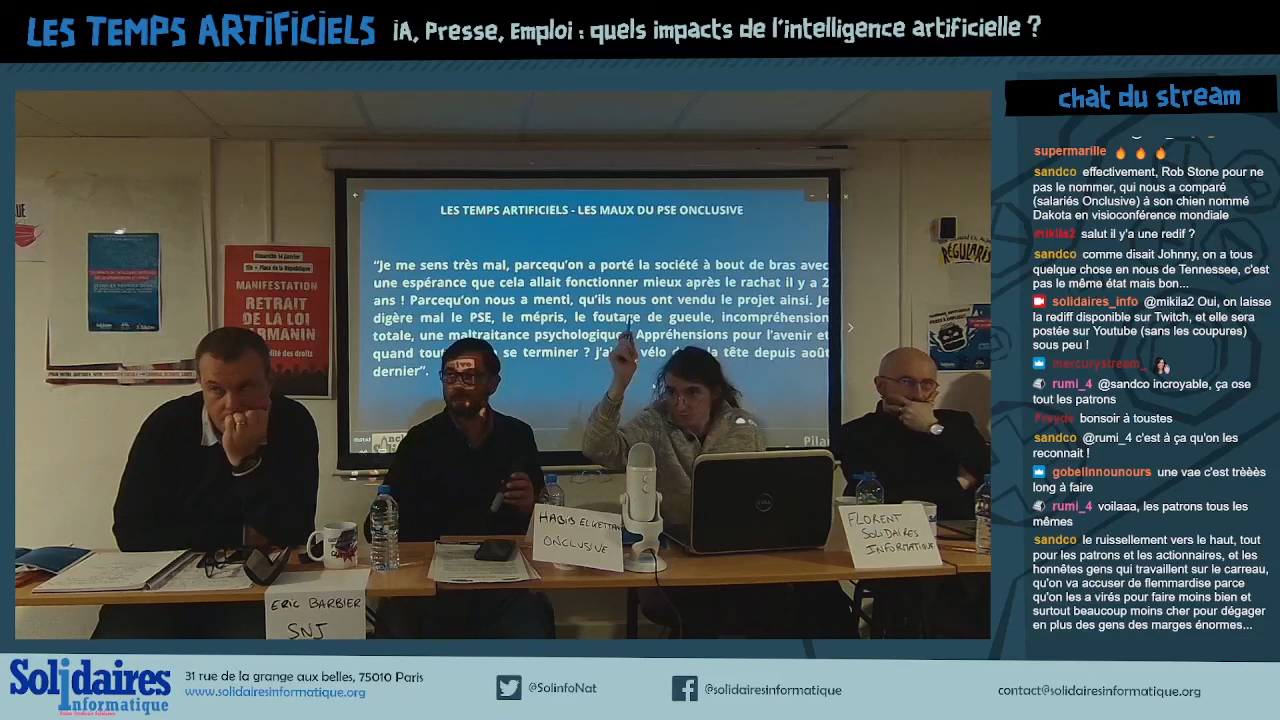 LES TEMPS ARTIFICIELS
IA, Presse, Emploi : quels impacts de l'intelligence artificielle ?
chat du stream
supermarille
sandco effectivement, Rob Stone pour ne
pas le nommer, qui nous a comparé
(salariés Onclusive) à son chien nommé
Dakota en visioconférence mondiale
mikila2 salut il y'a une redif ?
sandco comme disait Johnny, on a tous
quelque chose en nous de Tennessee, c'est
pas le même état mais bon...
solidaires_info @mikila2 Oui, on laisse
la rediff disponible sur Twitch, et elle sera
postée sur Youtube (sans les coupures)
sous peu !
mercurystream_
rumi_4 @sandco incroyable, ça ose
tout les patrons
Freyde bonsoir à toustes
sandco @rumi_4 c'est à ça qu'on les
reconnait !
gobelinnounours une vae c'est trèèès
long à faire
rumi_4 voilaaa, les patrons tous les
mêmes
sandco le ruissellement vers le haut, tout
pour les patrons et les actionnaires, et les
honnêtes gens qui travaillent sur le carreau,
qu'on va accuser de flemmardise parce
qu'on les a virés pour faire moins bien et
surtout beaucoup moins cher pour dégager
en plus des gens des marges énormes...
LES TEMPS ARTIFICIELS - LES MAUX DU PSE ONCLUSIVE
“Je me sens très mal, parcequ'on a porté la société à bout de bras avec
une espérance que cela allait fonctionner mieux après le rachat il y a 2
ans ! Parcequ'on nous a menti, qu'ils nous ont vendu le projet ainsi. Je
digère mal le PSE, le mépris, le foutage de gueule, incompréhension
totale, une maltraitance psychologique Appréhensions pour l'avenir et
quand tout se terminer ? j'ai vélo la tête depuis août
dernier”.
Pilar
Dimanche 14 janvier
MANIFESTATION
RETRAIT
DE LA LOI
ARMANIN
lité des droits
RÉGULARIS
ERIC BARBIER
SNJ
HABIB ELKETTAN
ONCLUSIVE
DELL
FLORENT
SOLIDAIRES
INFORMATIQUE
Solidaires
Informatique
31 rue de la grange aux belles, 75010 Paris
www.solidairesinformatique.org
@SolinfoNat
@solidairesinformatique
contact@solidairesinformatique.org